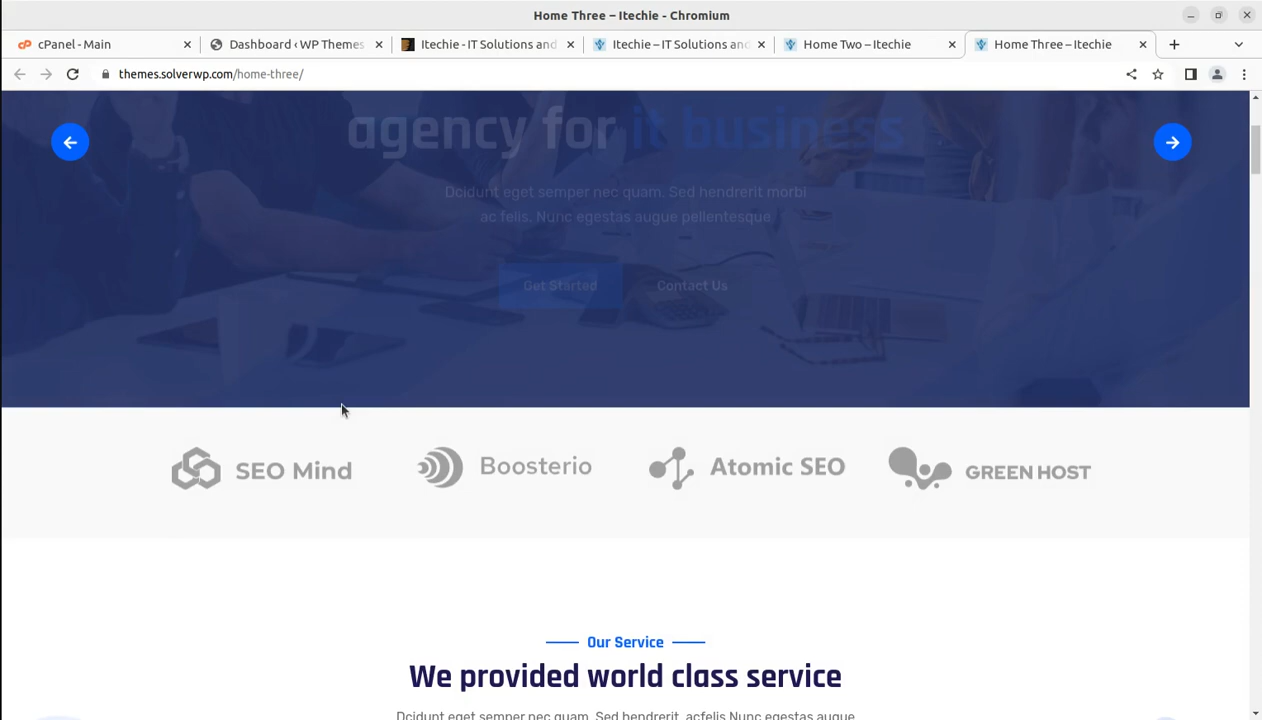 Home Three – Itechie - Chromium
cPanel - Main
Dashboard ‹ WP Themes
Itechie - IT Solutions and
Itechie – IT Solutions and
Home Two – Itechie
Home Three – Itechie
themes.solverwp.com/home-three/
agency for it business
Dcidunt eget semper nec quam. Sed hendrerit morbi
ac felis. Nunc egestas augue pellentesque
Get Started
Contact Us
SEO Mind
Boosterio
Atomic SEO
GREEN HOST
Our Service
We provided world class service
Dcidunt eget semper nec quam. Sed hendrerit. acfelis Nunc egestas augue